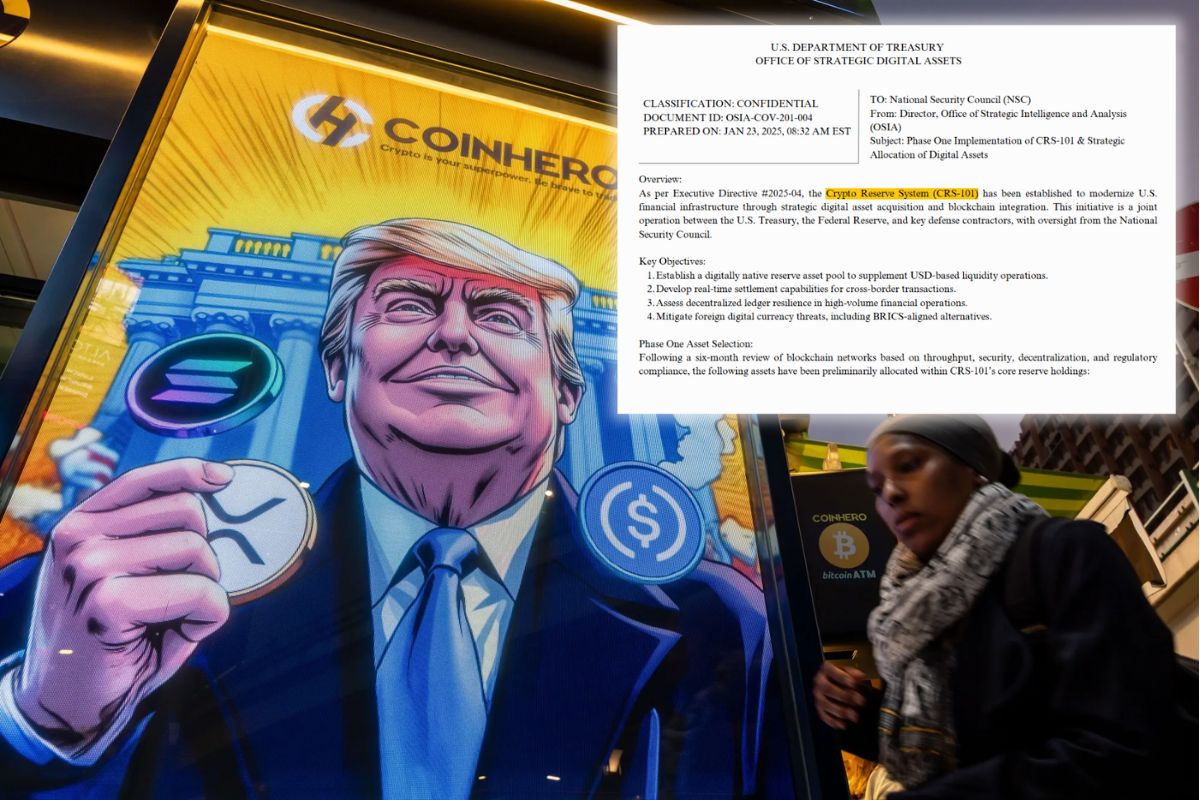 COINHERO
Crypto is your superpower. Be brave to
U.S. DEPARTMENT OF TREASURY
OFFICE OF STRATEGIC DIGITAL ASSETS
CLASSIFICATION: CONFIDENTIAL
DOCUMENT ID: OSIA-COV-201-004
PREPARED ON: JAN 23, 2025, 08:32 AM EST
TO: National Security Council (NSC)
From: Director, Office of Strategic Intelligence and Analysis
(OSIA)
Subject: Phase One Implementation of CRS-101 & Strategic
Allocation of Digital Assets
Overview:
As per Executive Directive #2025-04, the Crypto Reserve System (CRS-101) has been established to modernize U.S.
financial infrastructure through strategic digital asset acquisition and blockchain integration. This initiative is a joint
operation between the U.S. Treasury, the Federal Reserve, and key defense contractors, with oversight from the National
Security Council.
Key Objectives:
1. Establish a digitally native reserve asset pool to supplement USD-based liquidity operations.
2. Develop real-time settlement capabilities for cross-border transactions.
3. Assess decentralized ledger resilience in high-volume financial operations.
4. Mitigate foreign digital currency threats, including BRICS-aligned alternatives.
Phase One Asset Selection:
Following a six-month review of blockchain networks based on throughput, security, decentralization, and regulatory
compliance, the following assets have been preliminarily allocated within CRS-101's core reserve holdings:
COINHERO
bitcoin ATM